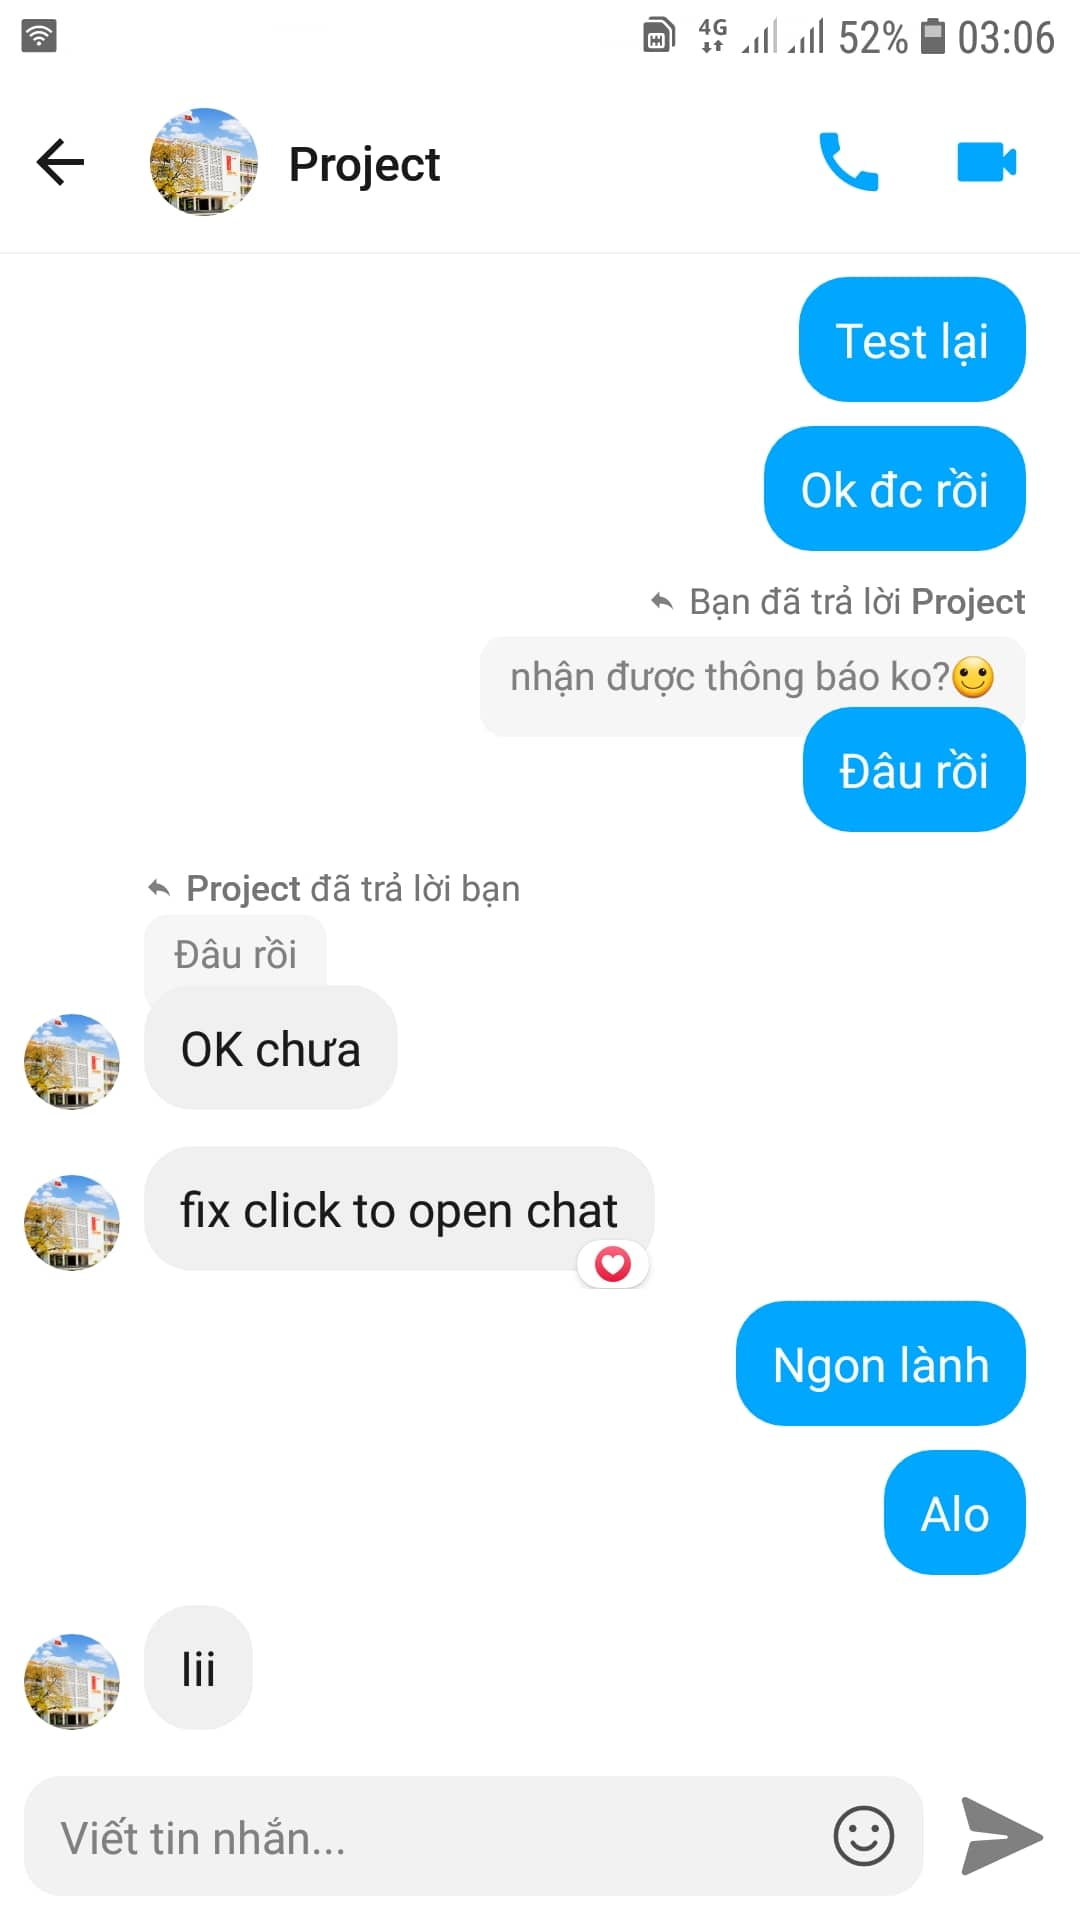 4G 52% 03:06
Project
Test lại
Ok đc rồi
Bạn đã trả lời Project
nhận được thông báo ko?🙂
Đâu rồi
Project đã trả lời bạn
Đâu rồi
OK chưa
fix click to open chat
Ngon lành
Alo
Iii
Viết tin nhắn...